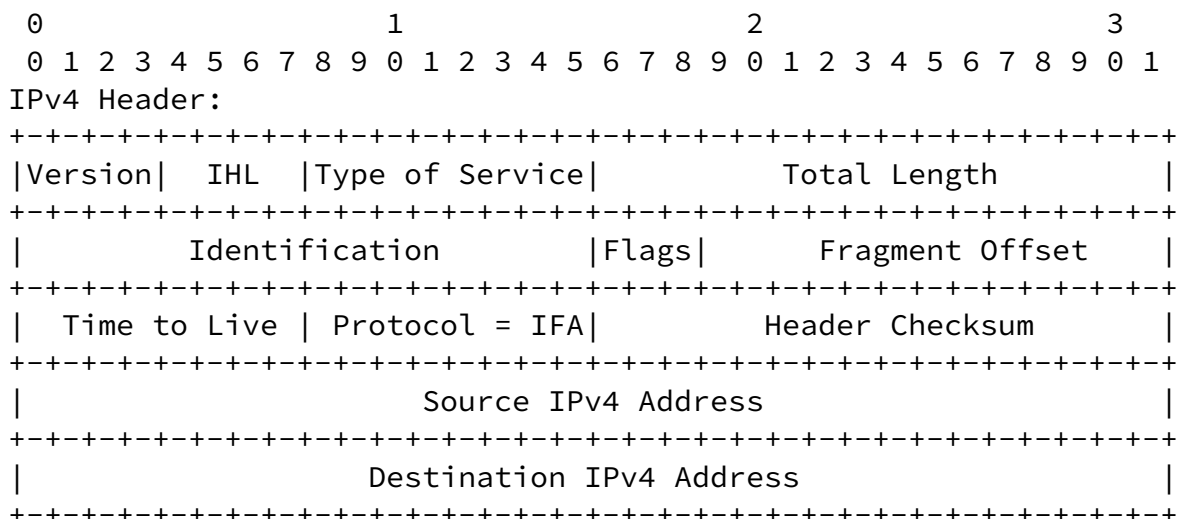 0                   1                   2                   3
 0 1 2 3 4 5 6 7 8 9 0 1 2 3 4 5 6 7 8 9 0 1 2 3 4 5 6 7 8 9 0 1
IPv4 Header:
+-+-+-+-+-+-+-+-+-+-+-+-+-+-+-+-+-+-+-+-+-+-+-+-+-+-+-+-+-+-+-+-+
|Version|  IHL  |Type of Service|          Total Length         |
+-+-+-+-+-+-+-+-+-+-+-+-+-+-+-+-+-+-+-+-+-+-+-+-+-+-+-+-+-+-+-+-+
|         Identification        |Flags|      Fragment Offset    |
+-+-+-+-+-+-+-+-+-+-+-+-+-+-+-+-+-+-+-+-+-+-+-+-+-+-+-+-+-+-+-+-+
|  Time to Live | Protocol = IFA|         Header Checksum       |
+-+-+-+-+-+-+-+-+-+-+-+-+-+-+-+-+-+-+-+-+-+-+-+-+-+-+-+-+-+-+-+-+
|                      Source IPv4 Address                      |
+-+-+-+-+-+-+-+-+-+-+-+-+-+-+-+-+-+-+-+-+-+-+-+-+-+-+-+-+-+-+-+-+
|                   Destination IPv4 Address                    |
+-+-+-+-+-+-+-+-+-+-+-+-+-+-+-+-+-+-+-+-+-+-+-+-+-+-+-+-+-+-+-+-+